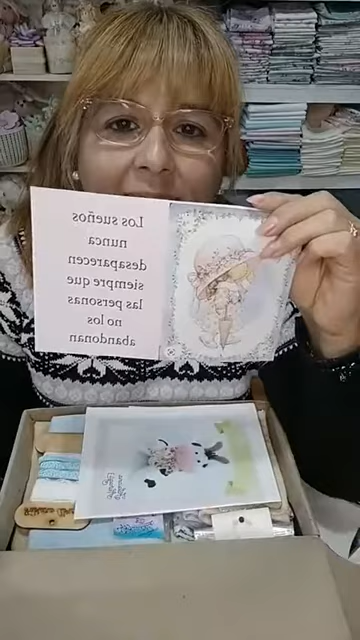 Los sueños
nunca
desaparecen
siempre que
las personas
no los
abandonan